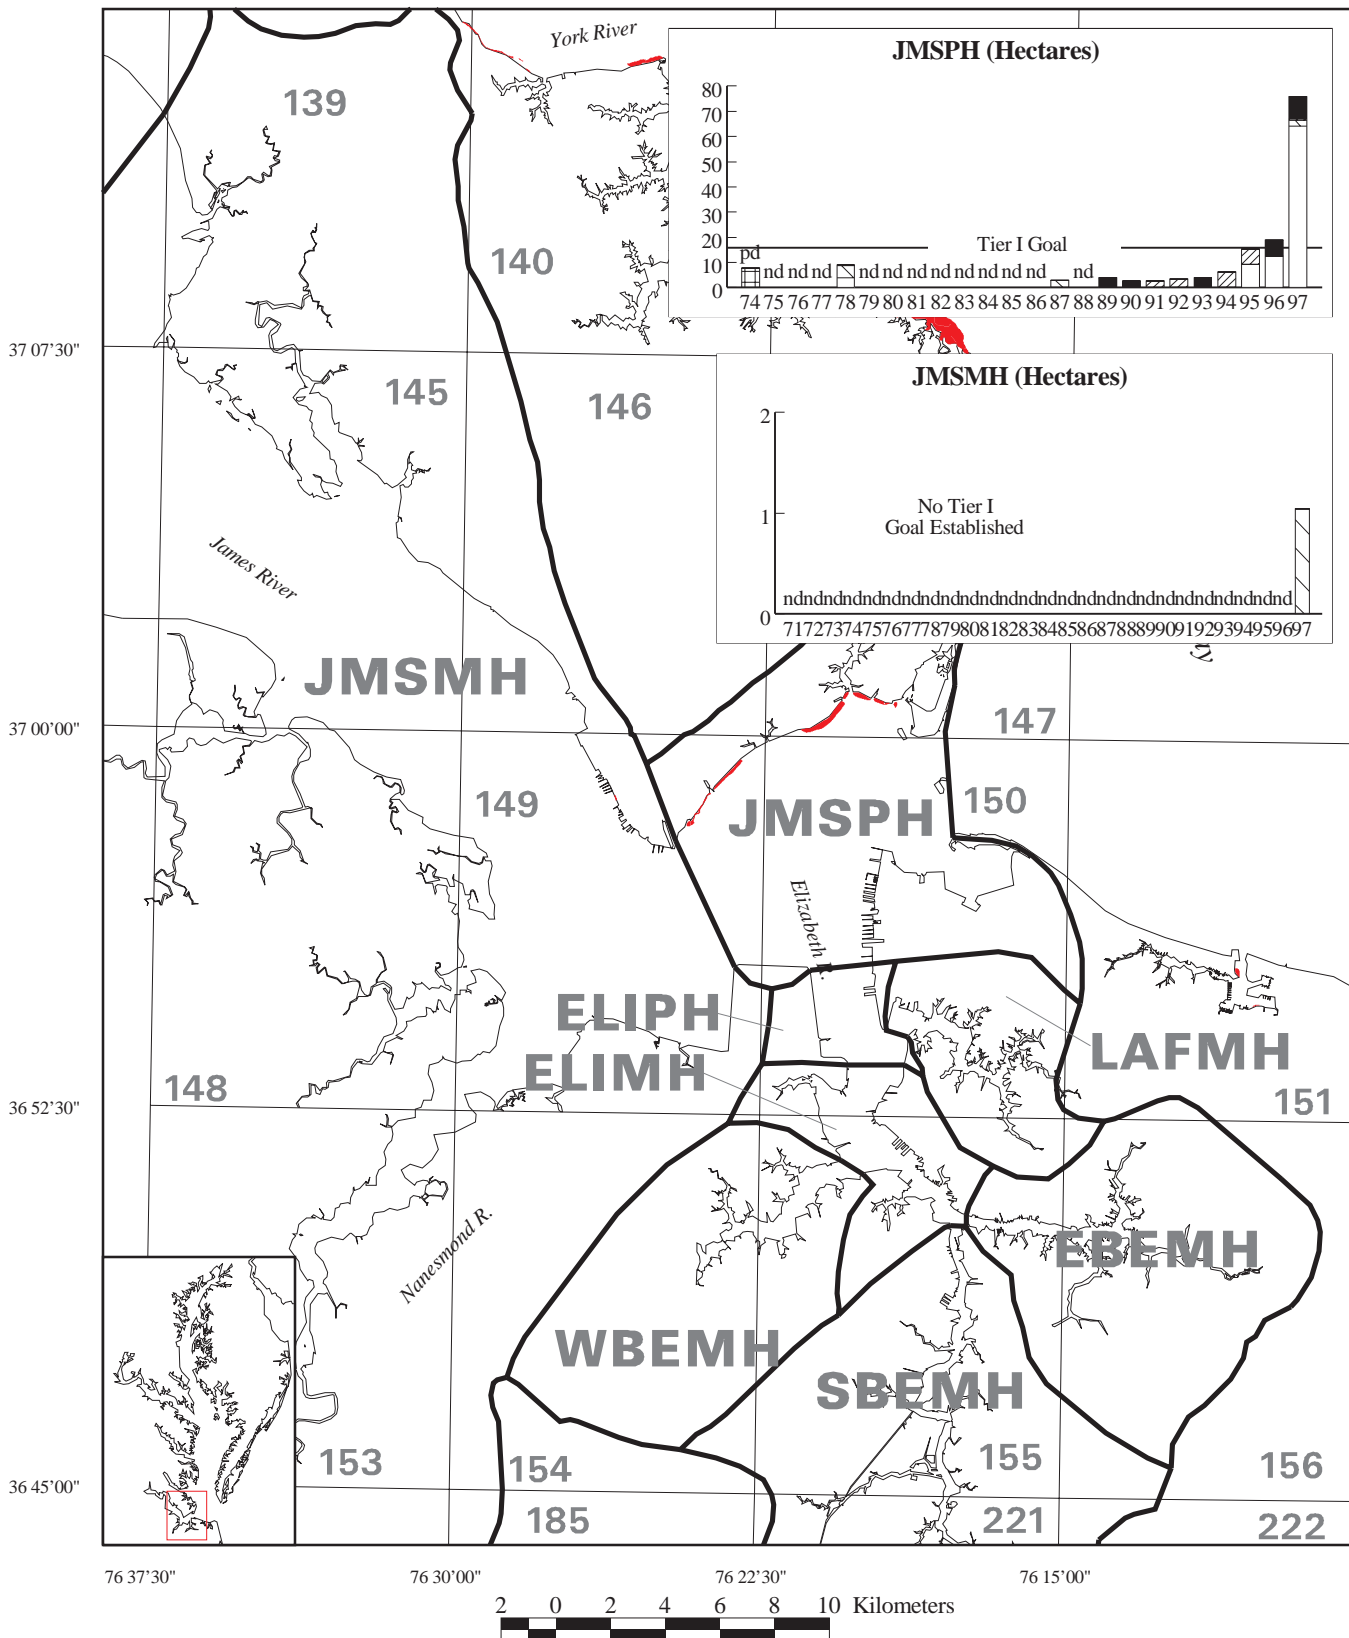 York River
JMSPH (Hectares)
80
70
60
50
40
30
20
10
0
Tier I Goal
pd nd nd nd nd nd nd nd nd nd nd nd nd
74 75 76 77 78 79 80 81 82 83 84 85 86 87 88 89 90 91 92 93 94 95 96 97
139
140
37 07'30"
145
146
JMSMH (Hectares)
2
1
0
No Tier I
Goal Established
ndndndndndndndndndndndndndndndndndndndndndndndndndnd
717273747576777879808182838485868788899091929394959697
James River
JMSMH
37 00'00"
147
149
150
JMSPH
Elizabeth R.
ELIPH
ELIMH
LAFMH
148
151
36 52'30"
Nanesmond R.
EBEMH
WBEMH
SBEMH
153
154
155
156
36 45'00"
185
221
222
76 37'30"
76 30'00"
76 22'30"
76 15'00"
2 0 2 4 6 8 10 Kilometers